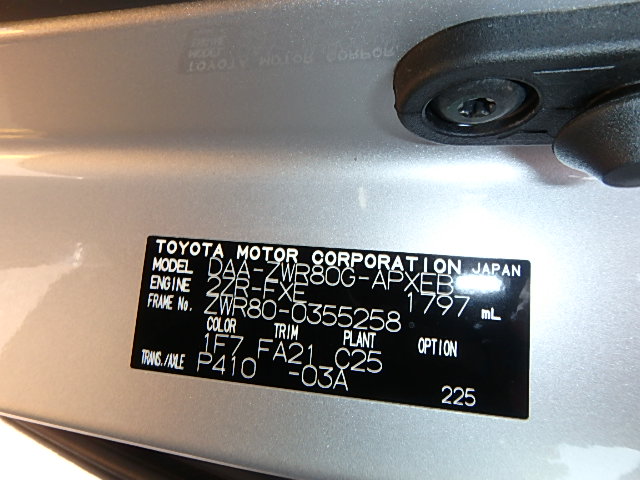 TOYOTA MOTOR CORPORATION JAPAN
MODEL DAA-ZWR80G-APXEB
ENGINE 2ZR-FXE 1797 mL
FRAME No. ZWR80-0355258
COLOR TRIM PLANT OPTION
1F7 FA21 C25
TRANS./AXLE P410 -03A
225